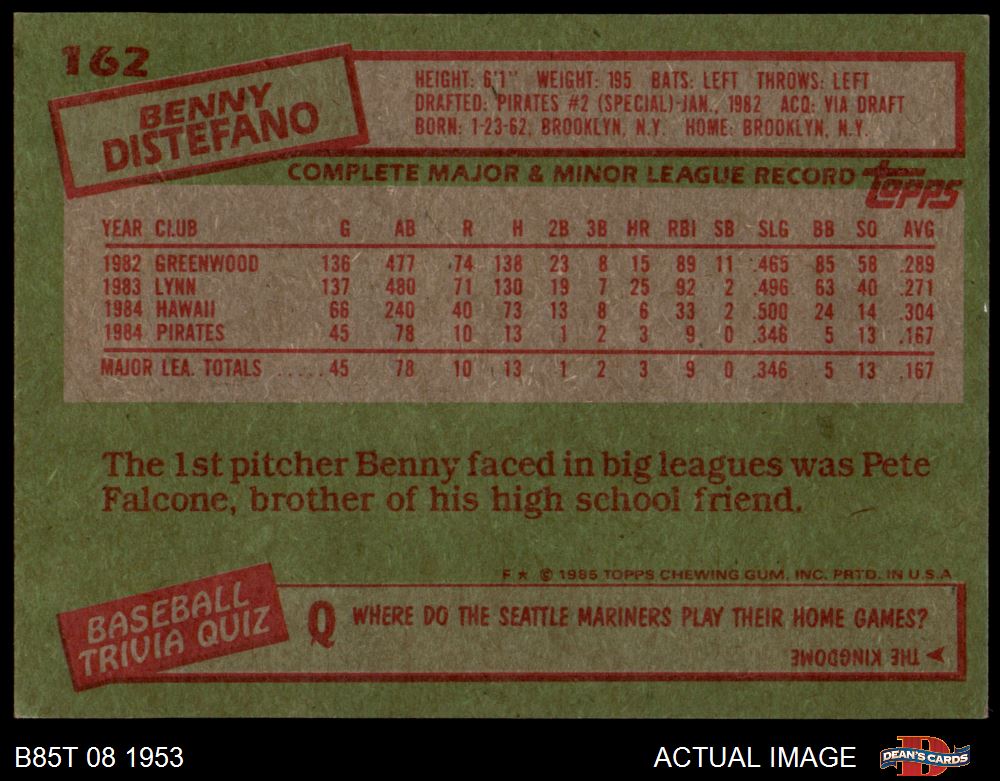 162
BENNY
DISTEFANO
HEIGHT: 6'1" WEIGHT: 195 BATS: LEFT THROWS: LEFT
DRAFTED: PIRATES #2 (SPECIAL)-JAN., 1982 ACQ: VIA DRAFT
BORN: 1-23-62, BROOKLYN, N.Y. HOME: BROOKLYN, N.Y.
COMPLETE MAJOR & MINOR LEAGUE RECORD topps
YEAR CLUB G AB R H 2B 3B HR RBI SB SLG BB SO AVG
1982 GREENWOOD 136 477 74 138 23 8 15 89 11 .465 85 58 .289
1983 LYNN 137 480 71 130 19 7 25 92 2 .496 63 40 .271
1984 HAWAII 66 240 40 73 13 8 6 33 2 .500 24 14 .304
1984 PIRATES 45 78 10 13 1 2 3 9 0 .346 5 13 .167
MAJOR LEA. TOTALS ..... 45 78 10 13 1 2 3 9 0 .346 5 13 .167
The 1st pitcher Benny faced in big leagues was Pete
Falcone, brother of his high school friend.
F * © 1985 TOPPS CHEWING GUM, INC. PRTD. IN U.S.A.
BASEBALL
TRIVIA QUIZ
Q WHERE DO THE SEATTLE MARINERS PLAY THEIR HOME GAMES?
THE KINGDOME
B85T 08 1953
ACTUAL IMAGE
DEAN'S CARDS